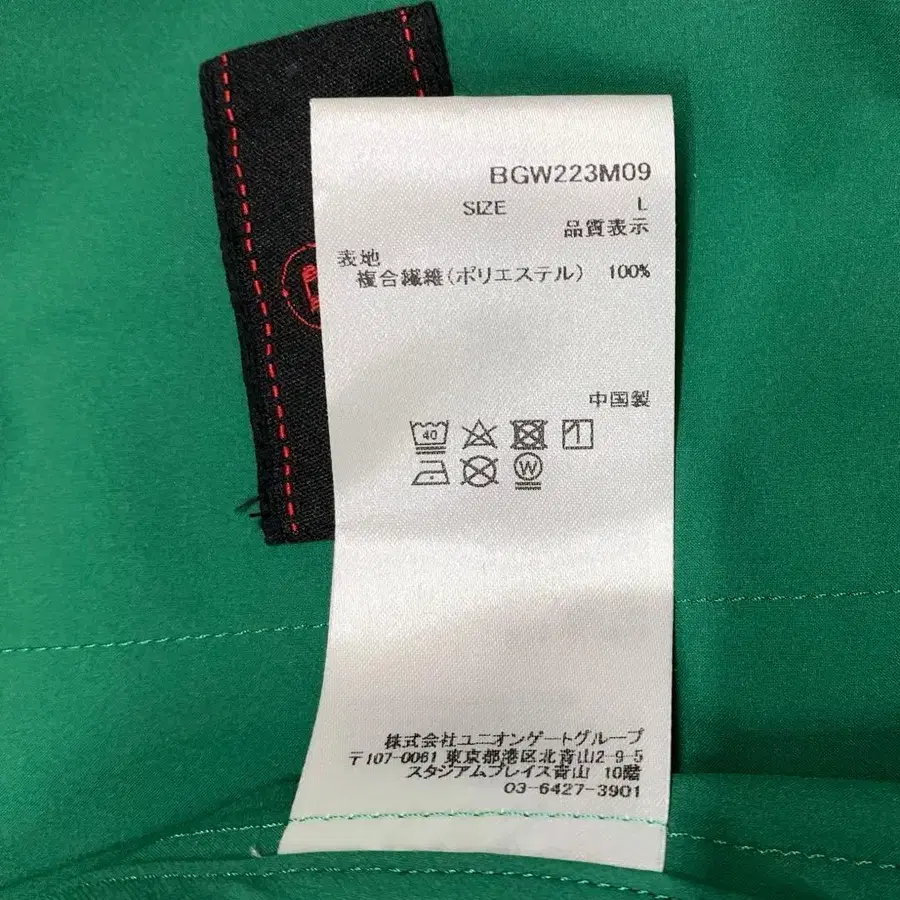 BGW223M09
SIZE L
品質表示
表地
複合繊維(ポリエステル) 100%
中国製
40
W
株式会社ユニオンゲートグループ
〒107-0061 東京都港区北青山2-9-5
スタジアムプレイス青山 10階
03-6427-3901